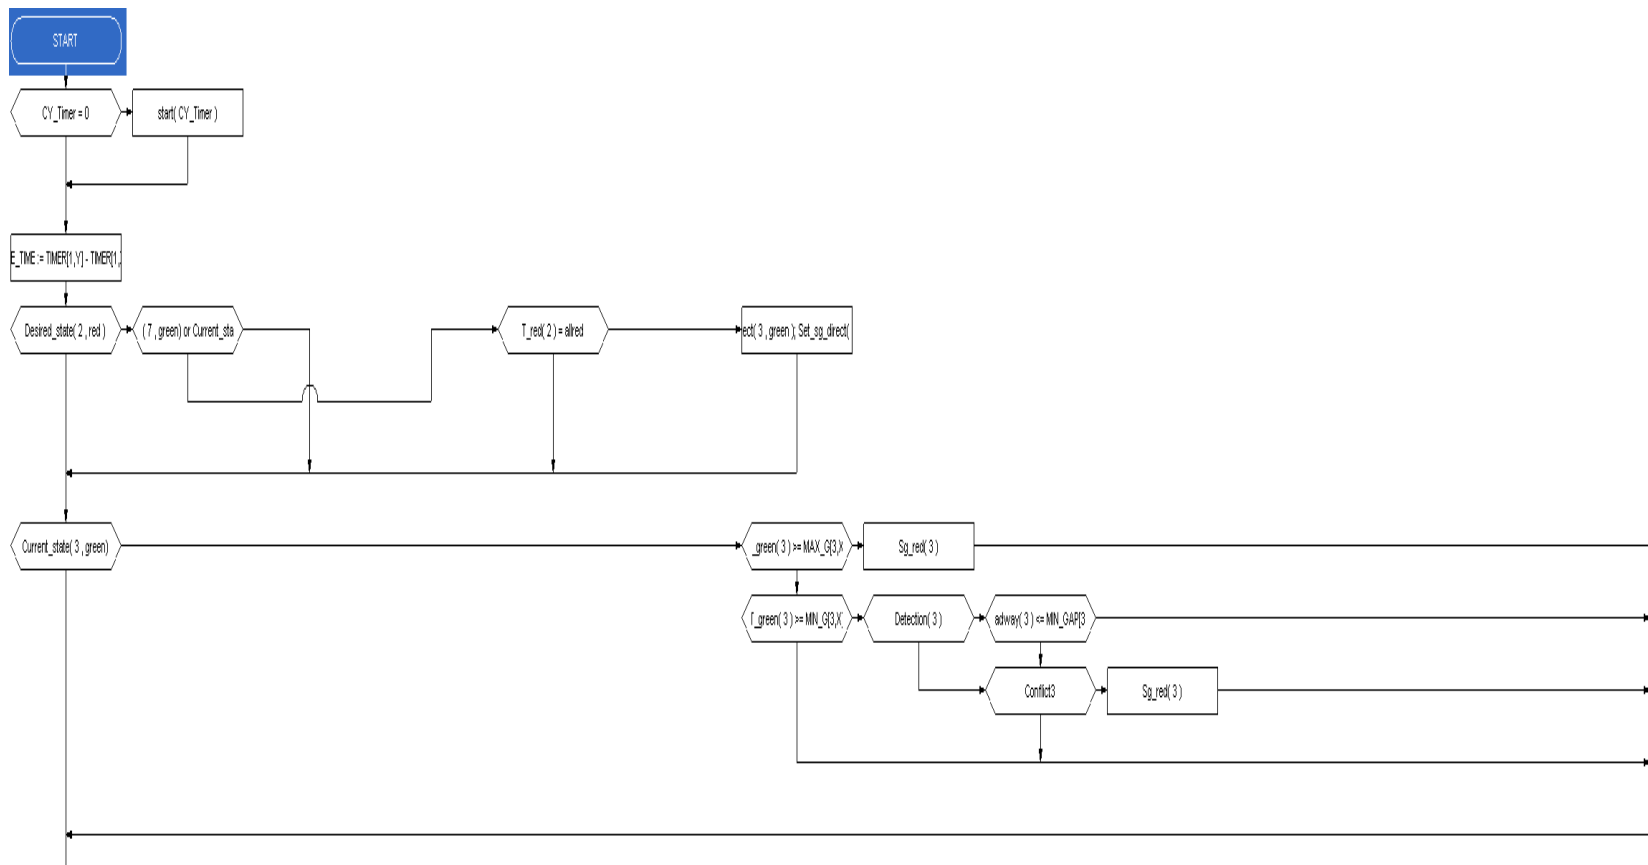 START
CY_Timer = 0
start( CY_Timer )
E_TIME := TIMER[1,Y] - TIMER[1,
Desired_state( 2 , red )
( 7 , green) or Current_sta
T_red( 2 ) = allred
ect( 3 , green ); Set_sg_direct(
Current_state( 3 , green)
_green( 3 ) >= MAX_G[3,X
Sg_red( 3 )
_green( 3 ) >= MIN_G[3,X]
Detection( 3 )
adway( 3 ) <= MIN_GAP[3
Conflict3
Sg_red( 3 )